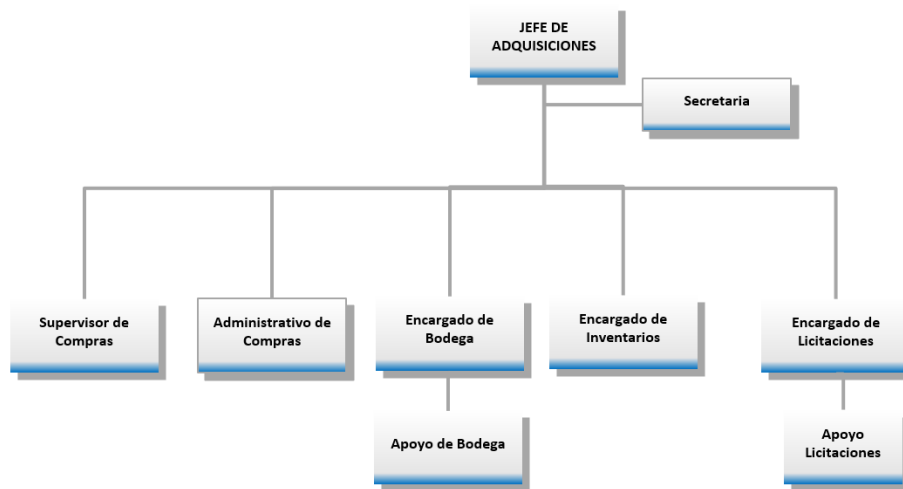 JEFE DE
ADQUISICIONES
Secretaria
Supervisor de
Compras
Administrativo de
Compras
Encargado de
Bodega
Encargado de
Inventarios
Encargado de
Licitaciones
Apoyo de Bodega
Apoyo
Licitaciones